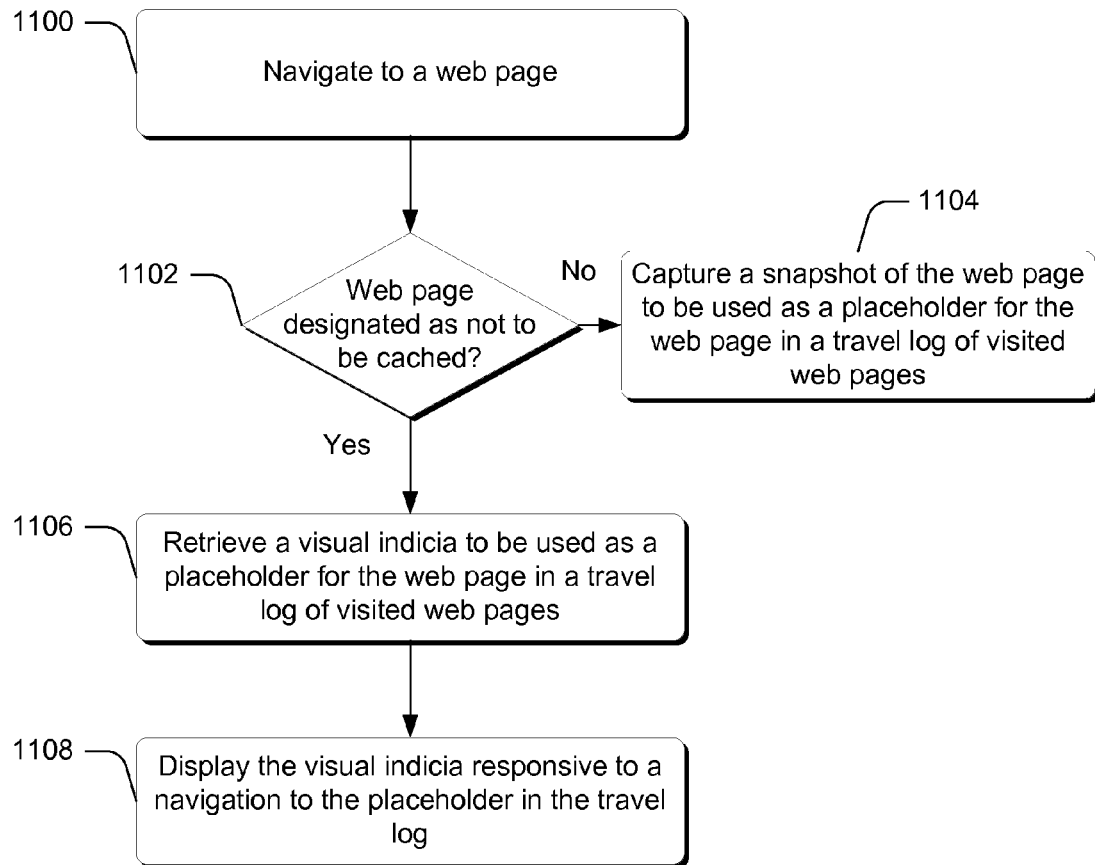 1100
Navigate to a web page
1104
1102
Web page
designated as not to
be cached?
No
Capture a snapshot of the web page
to be used as a placeholder for the
web page in a travel log of visited
web pages
Yes
1106
Retrieve a visual indicia to be used as a
placeholder for the web page in a travel
log of visited web pages
1108
Display the visual indicia responsive to a
navigation to the placeholder in the travel
log